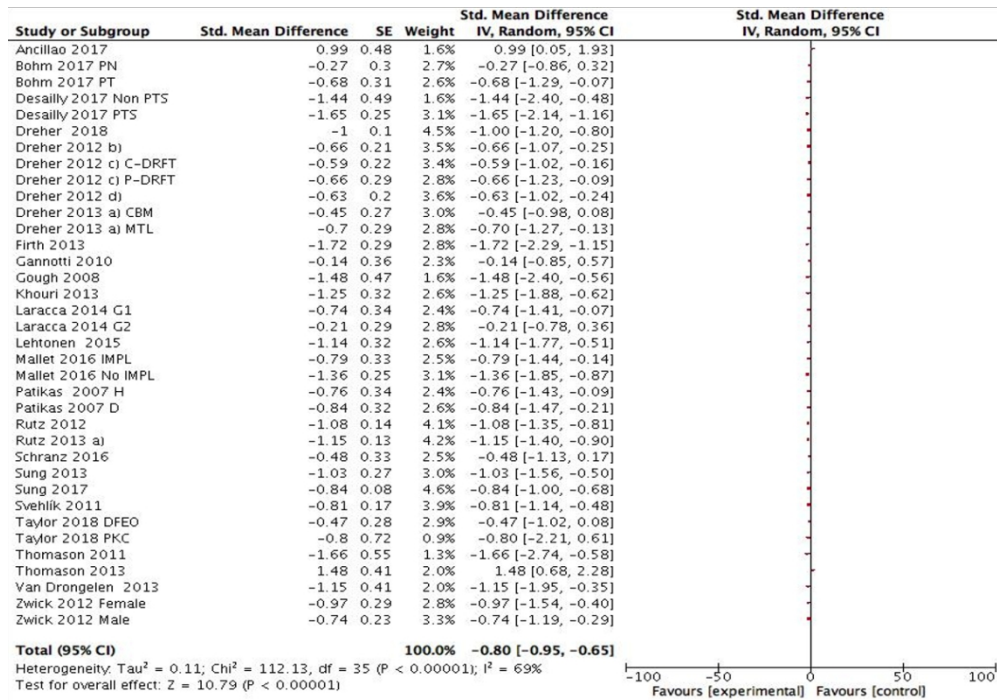 Std. Mean Difference Std. Mean Difference
Study or Subgroup Std. Mean Difference SE Weight IV, Random, 95% CI IV, Random, 95% CI
Ancillao 2017 0.99 0.48 1.6% 0.99 [0.05, 1.93]
Bohm 2017 PN -0.27 0.3 2.7% -0.27 [-0.86, 0.32]
Bohm 2017 PT -0.68 0.31 2.6% -0.68 [-1.29, -0.07]
Desailly 2017 Non PTS -1.44 0.49 1.6% -1.44 [-2.40, -0.48]
Desailly 2017 PTS -1.65 0.25 3.1% -1.65 [-2.14, -1.16]
Dreher 2018 -1 0.1 4.5% -1.00 [-1.20, -0.80]
Dreher 2012 b) -0.66 0.21 3.5% -0.66 [-1.07, -0.25]
Dreher 2012 c) C-DRFT -0.59 0.22 3.4% -0.59 [-1.02, -0.16]
Dreher 2012 c) P-DRFT -0.66 0.29 2.8% -0.66 [-1.23, -0.09]
Dreher 2012 d) -0.63 0.2 3.6% -0.63 [-1.02, -0.24]
Dreher 2013 a) CBM -0.45 0.27 3.0% -0.45 [-0.98, 0.08]
Dreher 2013 a) MTL -0.7 0.29 2.8% -0.70 [-1.27, -0.13]
Firth 2013 -1.72 0.29 2.8% -1.72 [-2.29, -1.15]
Gannotti 2010 -0.14 0.36 2.3% -0.14 [-0.85, 0.57]
Gough 2008 -1.48 0.47 1.6% -1.48 [-2.40, -0.56]
Khouri 2013 -1.25 0.32 2.6% -1.25 [-1.88, -0.62]
Laracca 2014 G1 -0.74 0.34 2.4% -0.74 [-1.41, -0.07]
Laracca 2014 G2 -0.21 0.29 2.8% -0.21 [-0.78, 0.36]
Lehtonen 2015 -1.14 0.32 2.6% -1.14 [-1.77, -0.51]
Mallet 2016 IMPL -0.79 0.33 2.5% -0.79 [-1.44, -0.14]
Mallet 2016 No IMPL -1.36 0.25 3.1% -1.36 [-1.85, -0.87]
Patikas 2007 H -0.76 0.34 2.4% -0.76 [-1.43, -0.09]
Patikas 2007 D -0.84 0.32 2.6% -0.84 [-1.47, -0.21]
Rutz 2012 -1.08 0.14 4.1% -1.08 [-1.35, -0.81]
Rutz 2013 a) -1.15 0.13 4.2% -1.15 [-1.40, -0.90]
Schranz 2016 -0.48 0.33 2.5% -0.48 [-1.13, 0.17]
Sung 2013 -1.03 0.27 3.0% -1.03 [-1.56, -0.50]
Sung 2017 -0.84 0.08 4.6% -0.84 [-1.00, -0.68]
Svehlík 2011 -0.81 0.17 3.9% -0.81 [-1.14, -0.48]
Taylor 2018 DFEO -0.47 0.28 2.9% -0.47 [-1.02, 0.08]
Taylor 2018 PKC -0.8 0.72 0.9% -0.80 [-2.21, 0.61]
Thomason 2011 -1.66 0.55 1.3% -1.66 [-2.74, -0.58]
Thomason 2013 1.48 0.41 2.0% 1.48 [0.68, 2.28]
Van Drongelen 2013 -1.15 0.41 2.0% -1.15 [-1.95, -0.35]
Zwick 2012 Female -0.97 0.29 2.8% -0.97 [-1.54, -0.40]
Zwick 2012 Male -0.74 0.23 3.3% -0.74 [-1.19, -0.29]
Total (95% CI) 100.0% -0.80 [-0.95, -0.65]
Heterogeneity: Tau² = 0.11; Chi² = 112.13, df = 35 (P < 0.00001); I² = 69%
Test for overall effect: Z = 10.79 (P < 0.00001)
-100 -50 0 50 100
Favours [experimental] Favours [control]